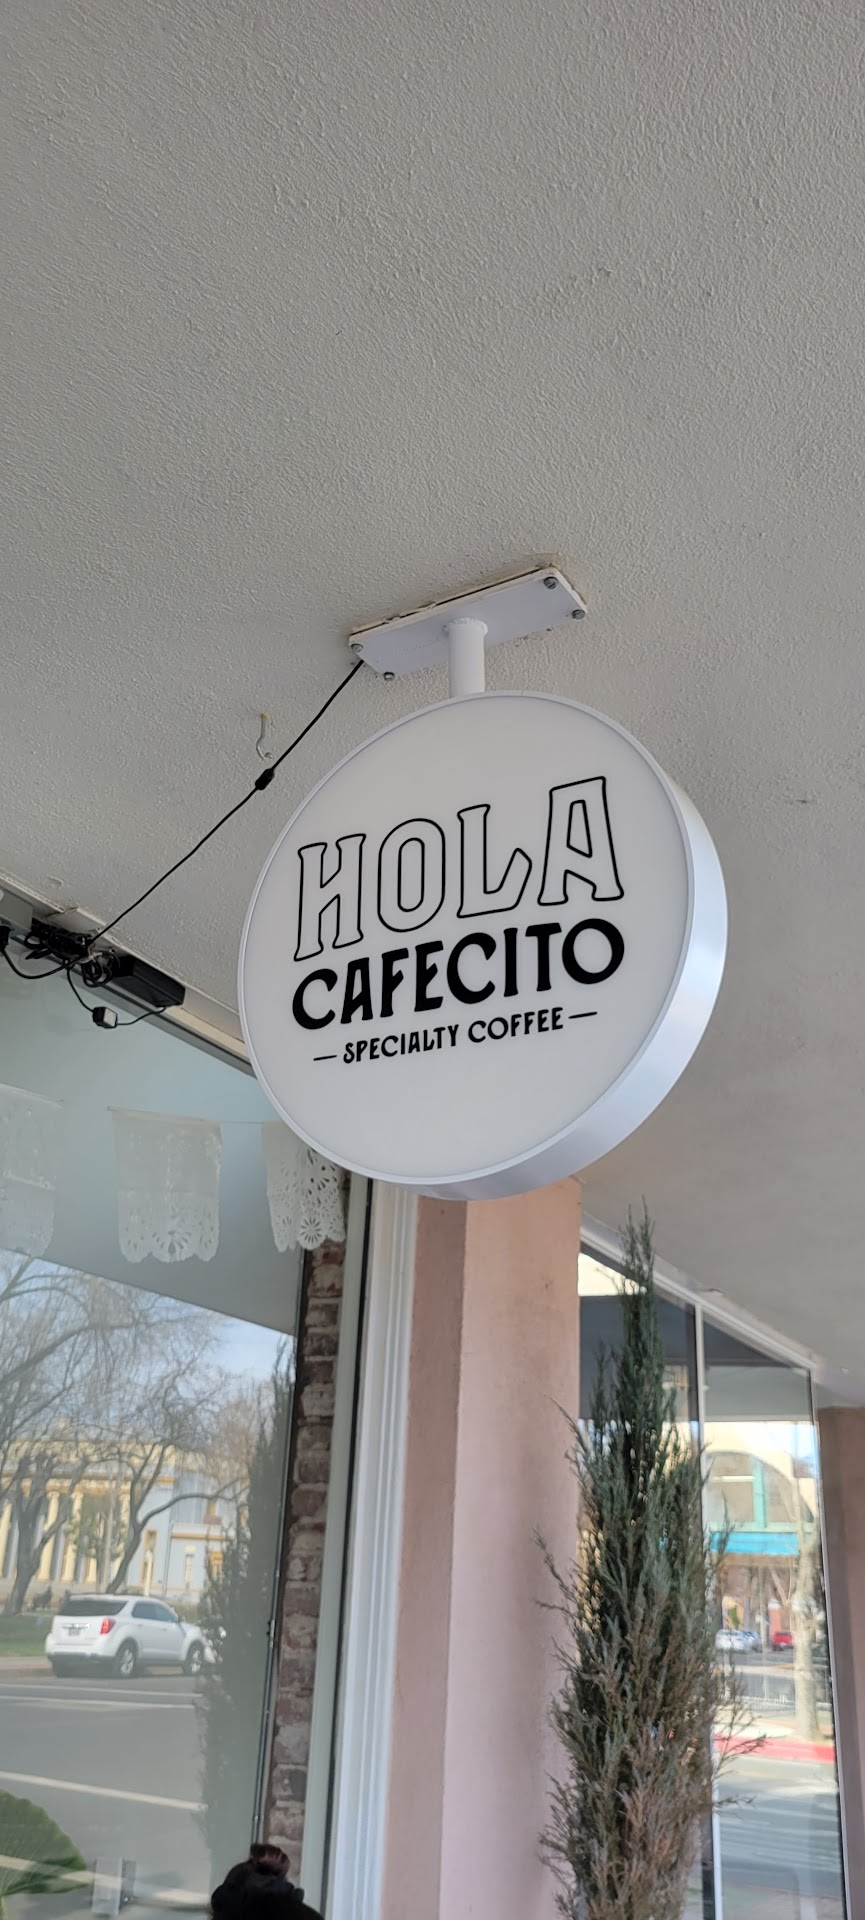 HOLA
CAFECITO
— SPECIALTY COFFEE —